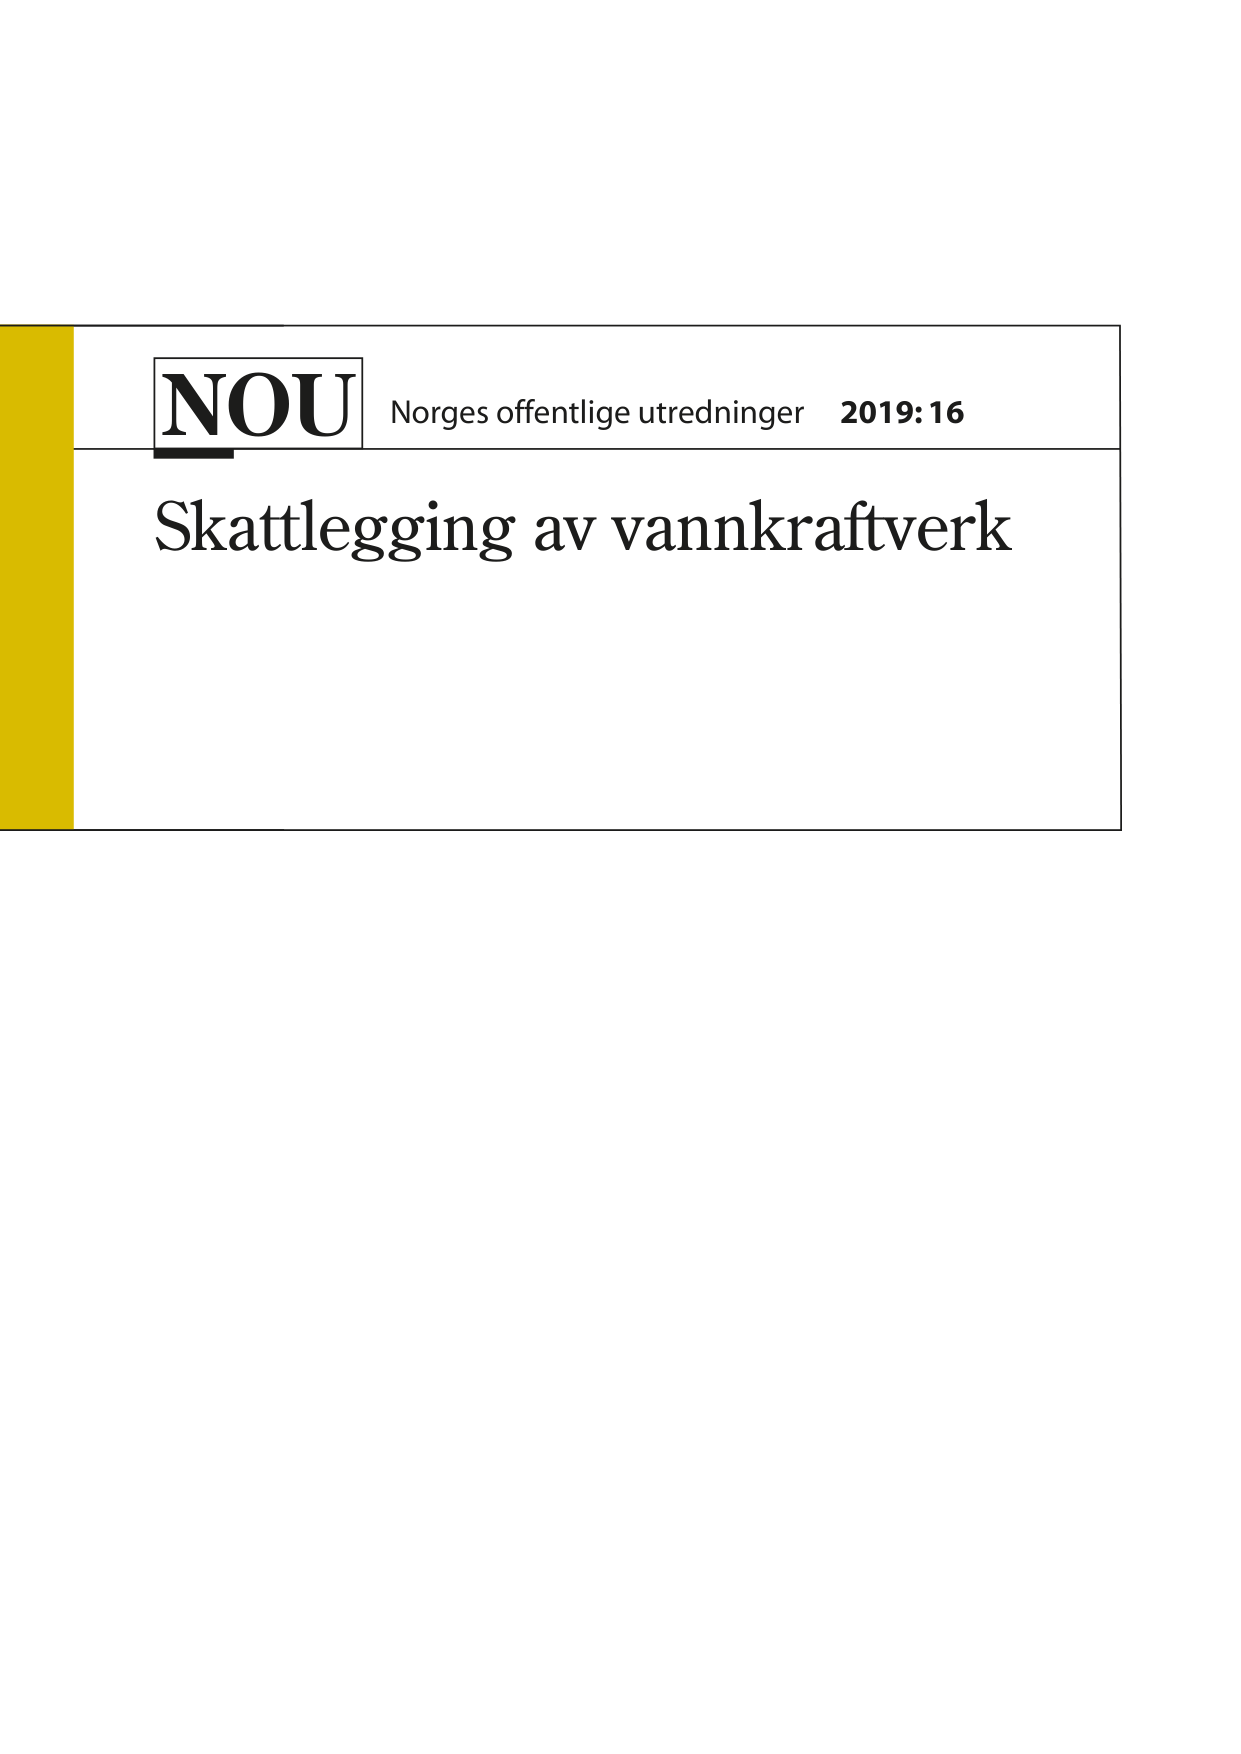 NOU Norges offentlige utredninger 2019: 16
Skattlegging av vannkraftverk